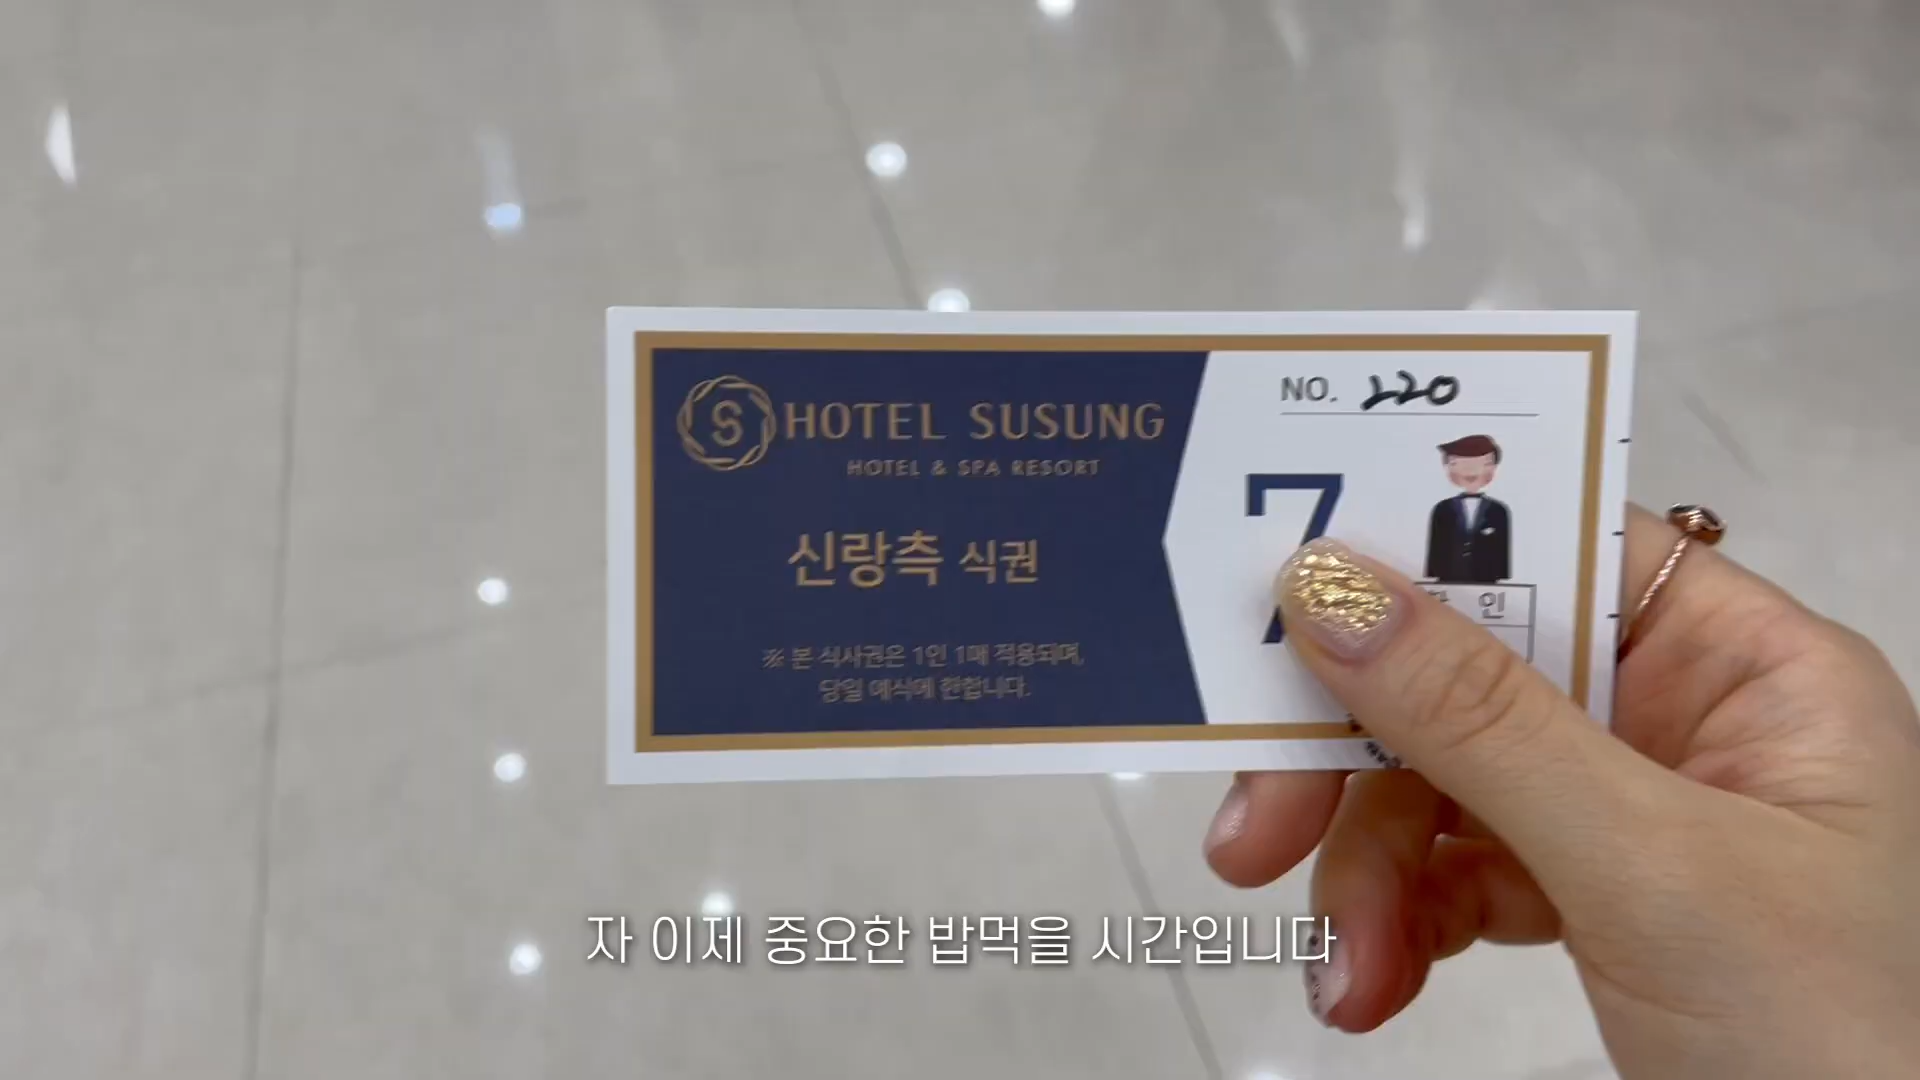 S
HOTEL SUSUNG
HOTEL & SPA RESORT
신랑측 식권
※ 본 식사권은 1인 1매 적용되며,
당일 예식에 한합니다.
NO. 220
7
인
자 이제 중요한 밥먹을 시간입니다